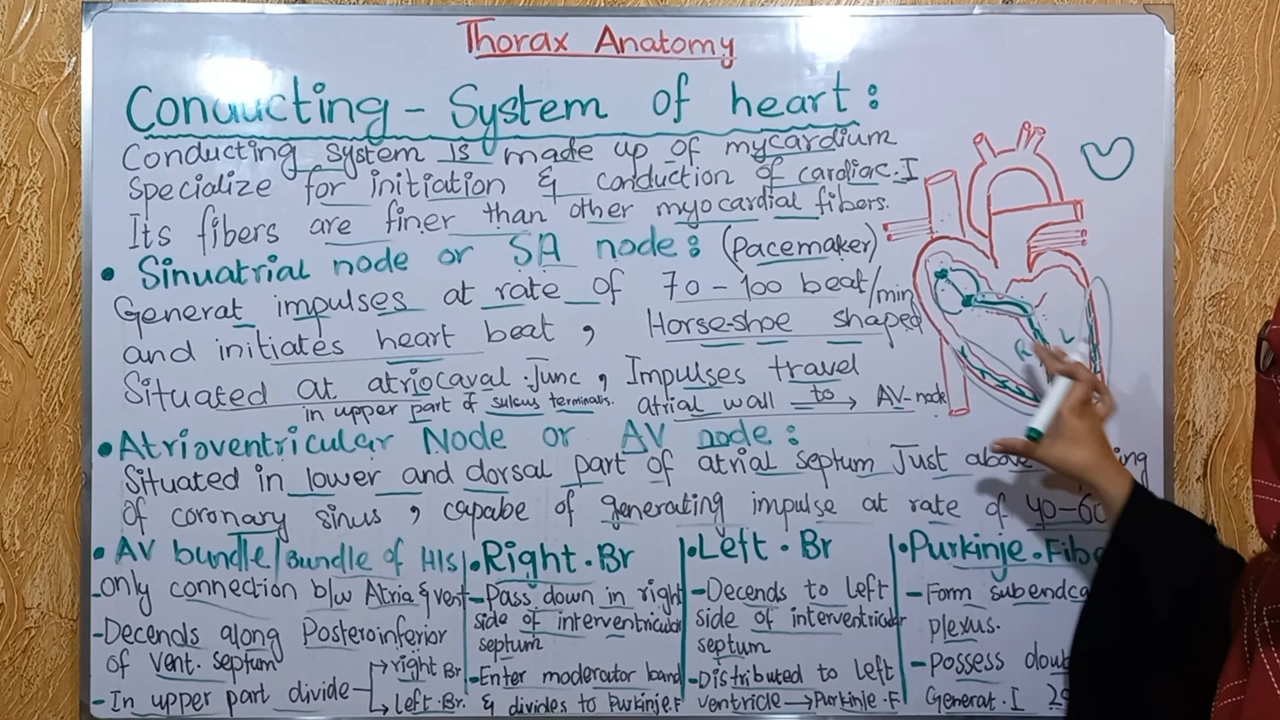 Thorax Anatomy
Conducting - System of heart:
Conducting system is made up of mycardium
specialize for initiation & conduction of cardiac.I
Its fibers are finer than other myocardial fibers.
• Sinuatrial node or SA node: (pacemaker)
Generat impulses at rate of 70-100 beat/min
and initiates heart beat, Horse-shoe shaped
Situated at atriocaval Junc, Impulses travel
in upper part of sulcus terminalis. atrial wall to → AV-node
• Atrioventricular Node or AV node:
Situated in lower and dorsal part of atrial septum Just above
of coronary sinus, capabe of generating impulse at rate of 40-60
• AV bundle/Bundle of HIs
-only connection b/w Atria & vent
-Decends along Posteroinferior
of vent. septum
-In upper part divide → right Br
→ Left.Br.
• Right.Br
-Pass down in right
side of interventricular
septum
-Enter moderator band
& divides to Purkinje.F
• Left.Br
-Decends to left
side of interventricular
septum
-Distributed to left
ventricle → Purkinje.F
• Purkinje.Fibe
-Form
plexus.
-Possess
Generat.I
R
L